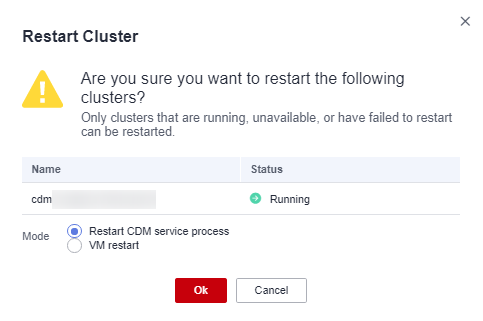 Restart Cluster
Are you sure you want to restart the following
clusters?
Only clusters that are running, unavailable, or have failed to restart
can be restarted.
Name Status
cdm Running
Mode Restart CDM service process
VM restart
Ok Cancel